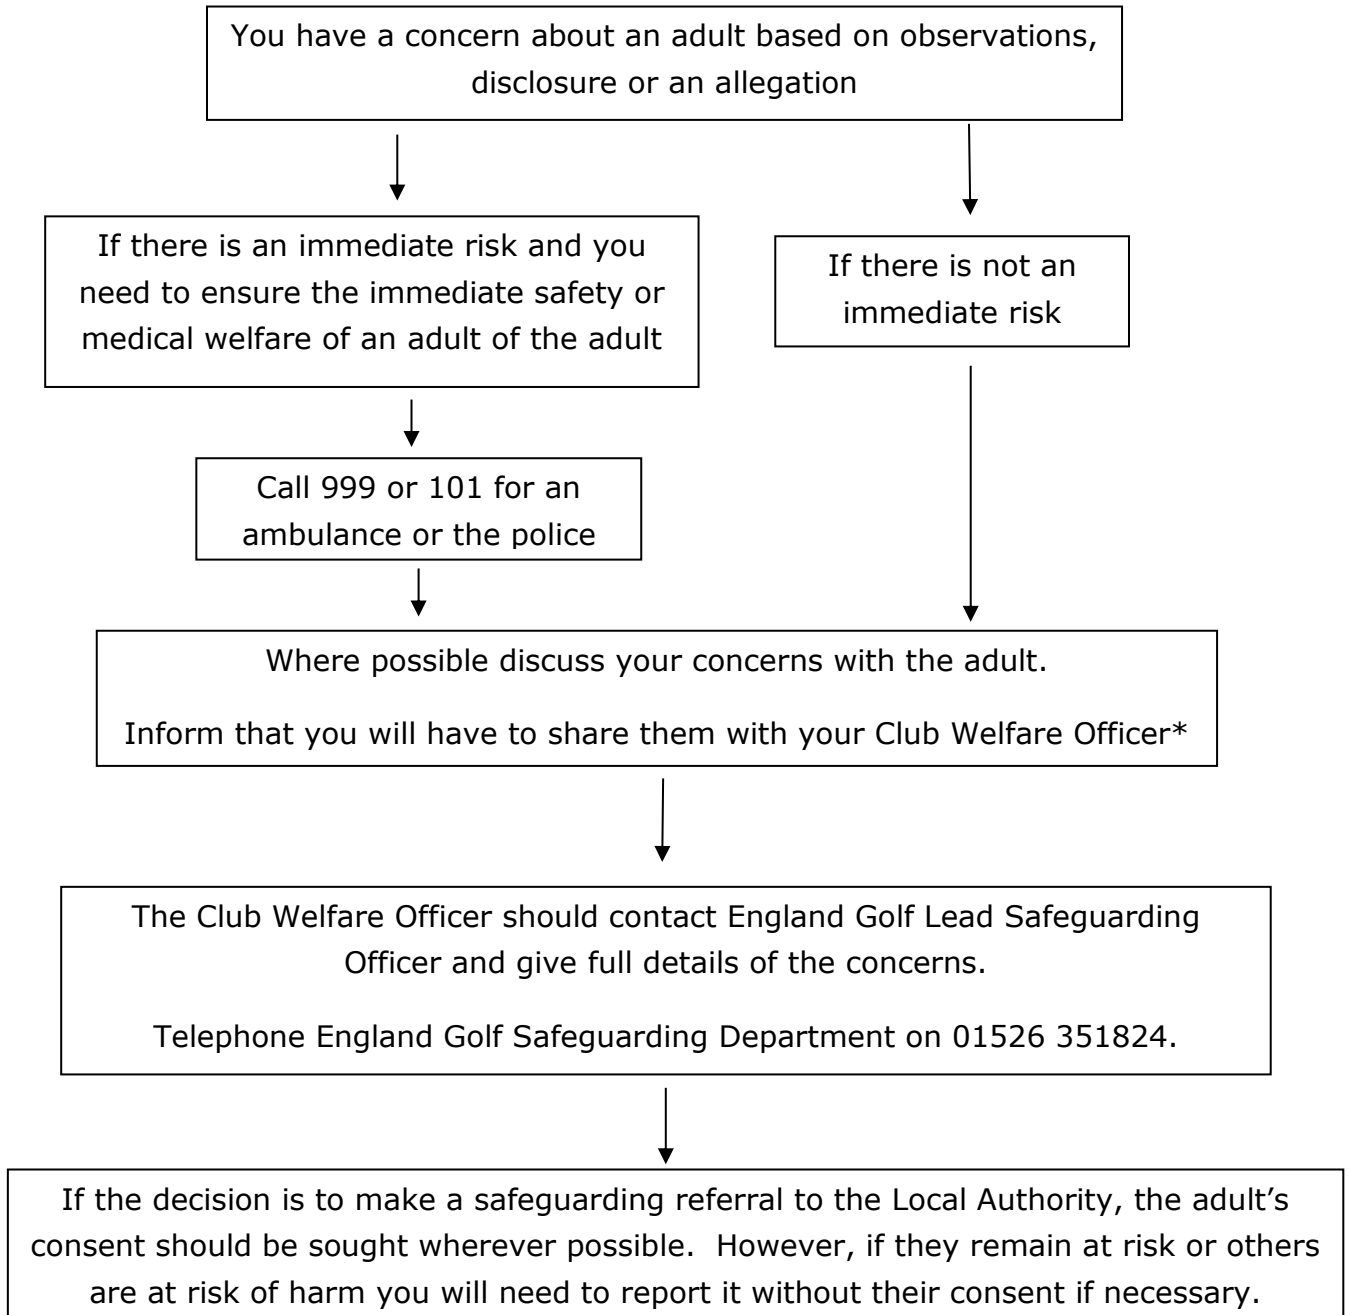 You have a concern about an adult based on observations,
disclosure or an allegation
If there is an immediate risk and you
need to ensure the immediate safety or
medical welfare of an adult of the adult
If there is not an
immediate risk
Call 999 or 101 for an
ambulance or the police
Where possible discuss your concerns with the adult.
Inform that you will have to share them with your Club Welfare Officer*
The Club Welfare Officer should contact England Golf Lead Safeguarding
Officer and give full details of the concerns.
Telephone England Golf Safeguarding Department on 01526 351824.
If the decision is to make a safeguarding referral to the Local Authority, the adult’s
consent should be sought wherever possible.  However, if they remain at risk or others
are at risk of harm you will need to report it without their consent if necessary.